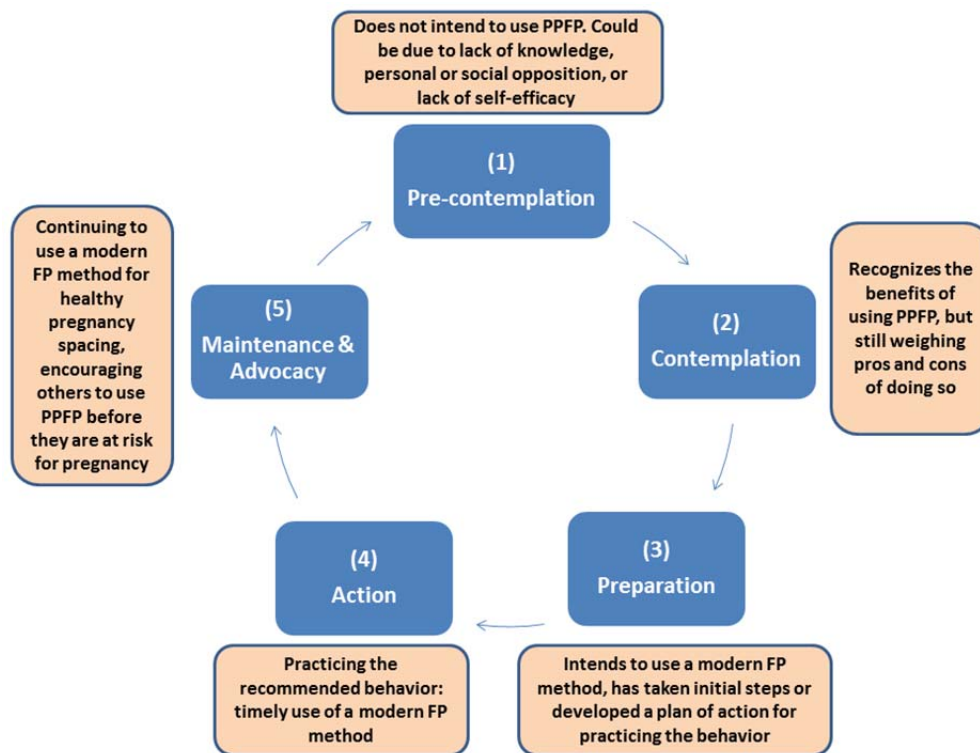 Does not intend to use PPFP. Could
be due to lack of knowledge,
personal or social opposition, or
lack of self-efficacy
(1)
Pre-contemplation
Recognizes the
benefits of
using PPFP, but
still weighing
pros and cons
of doing so
(2)
Contemplation
(3)
Preparation
Intends to use a modern FP
method, has taken initial steps or
developed a plan of action for
practicing the behavior
(4)
Action
Practicing the
recommended behavior:
timely use of a modern FP
method
(5)
Maintenance &
Advocacy
Continuing to
use a modern
FP method for
healthy
pregnancy
spacing,
encouraging
others to use
PPFP before
they are at risk
for pregnancy